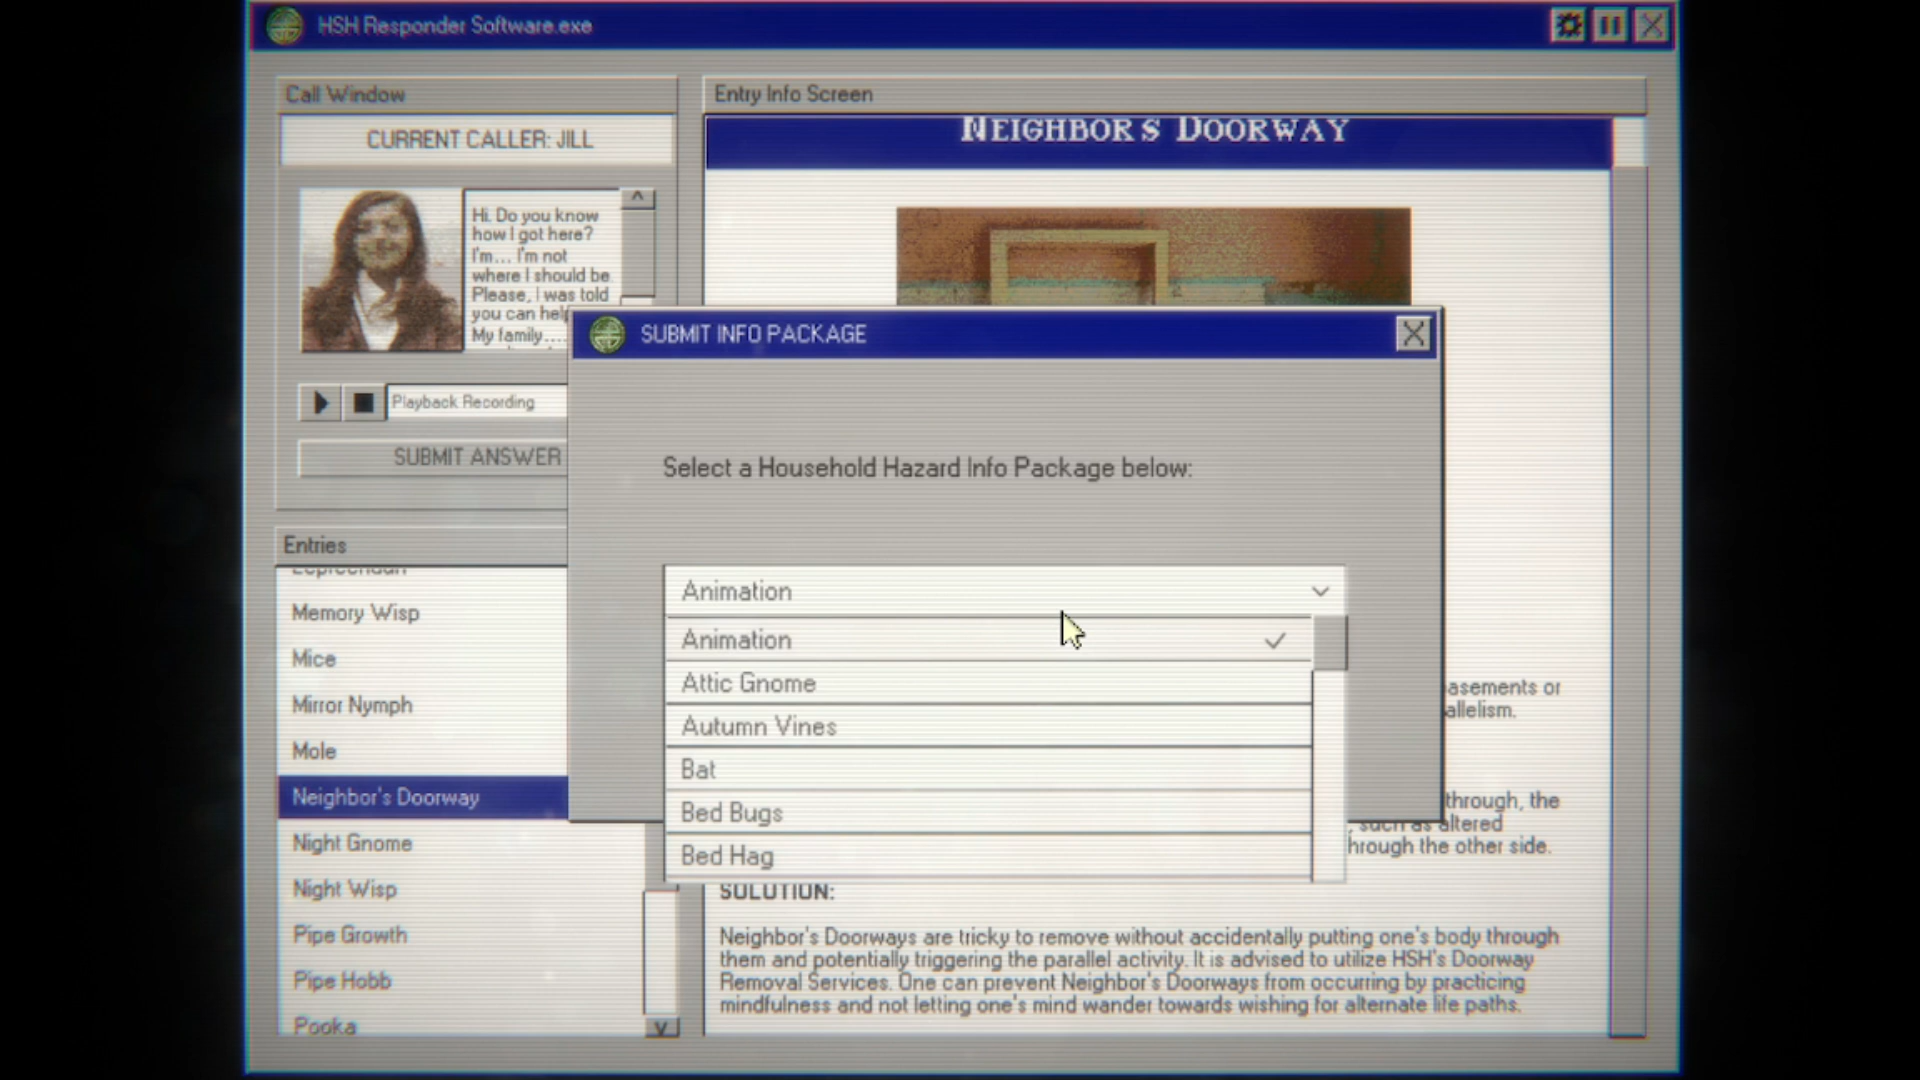 HSH Responder Software.exe
Call Window
CURRENT CALLER: JILL
Hi. Do you know
how I got here?
I'm... I'm not
where I should be.
Please, I was told
you can help
My family....
Playback Recording
SUBMIT ANSWER
Entries
Leprechaun
Memory Wisp
Mice
Mirror Nymph
Mole
Neighbor's Doorway
Night Gnome
Night Wisp
Pipe Growth
Pipe Hobb
Pooka
Entry Info Screen
NEIGHBOR'S DOORWAY
SUBMIT INFO PACKAGE
Select a Household Hazard Info Package below:
Animation
Animation
Attic Gnome
Autumn Vines
Bat
Bed Bugs
Bed Hag
asements or
allelism.
through, the
, such as altered
hrough the other side.
SOLUTION:
Neighbor's Doorways are tricky to remove without accidentally putting one's body through
them and potentially triggering the parallel activity. It is advised to utilize HSH's Doorway
Removal Services. One can prevent Neighbor's Doorways from occurring by practicing
mindfulness and not letting one's mind wander towards wishing for alternate life paths.